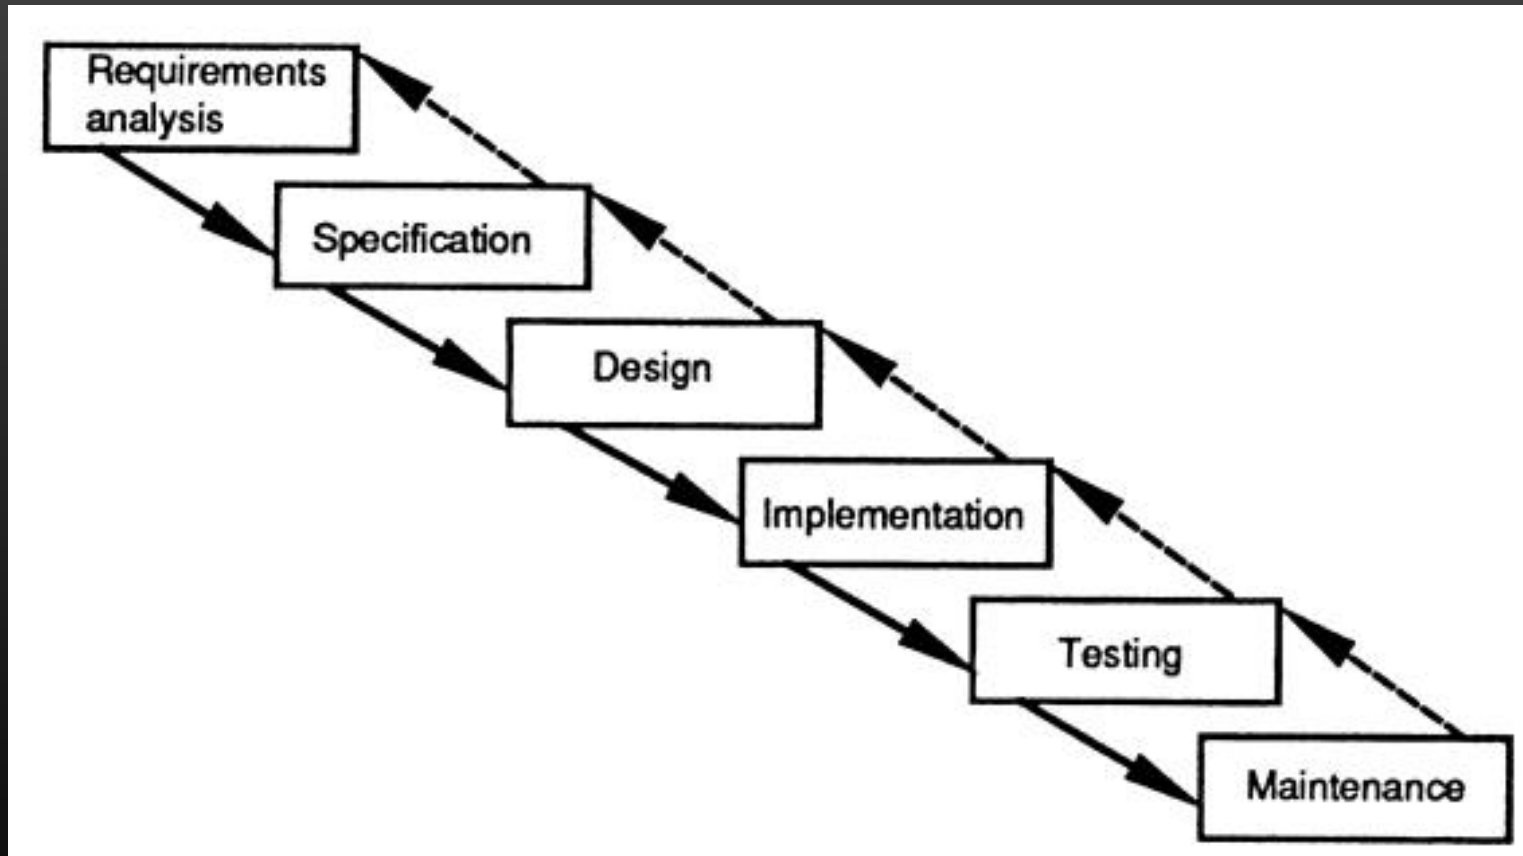 Requirements
analysis
Specification
Design
Implementation
Testing
Maintenance